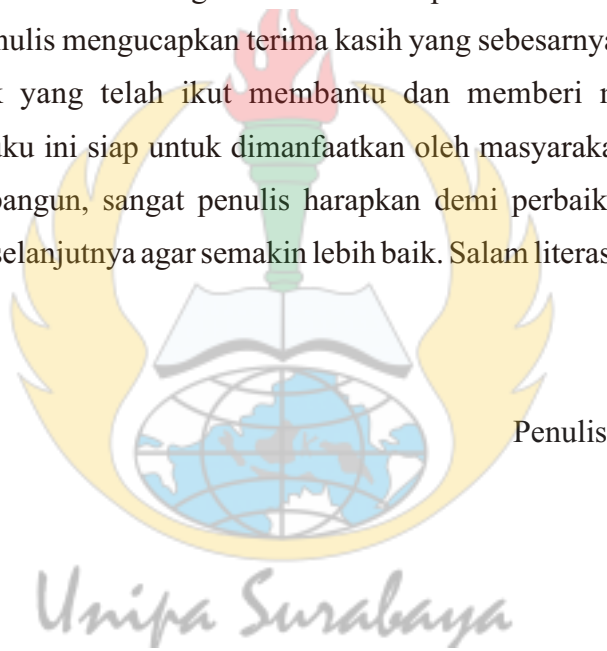 nulis mengucapkan terima kasih yang sebesarnya
yang telah ikut membantu dan memberi
uku ini siap untuk dimanfaatkan oleh masyaraka
bangun, sangat penulis harapkan demi perbaik
selanjutnya agar semakin lebih baik. Salam literas
Penulis
Unipa Surabaya